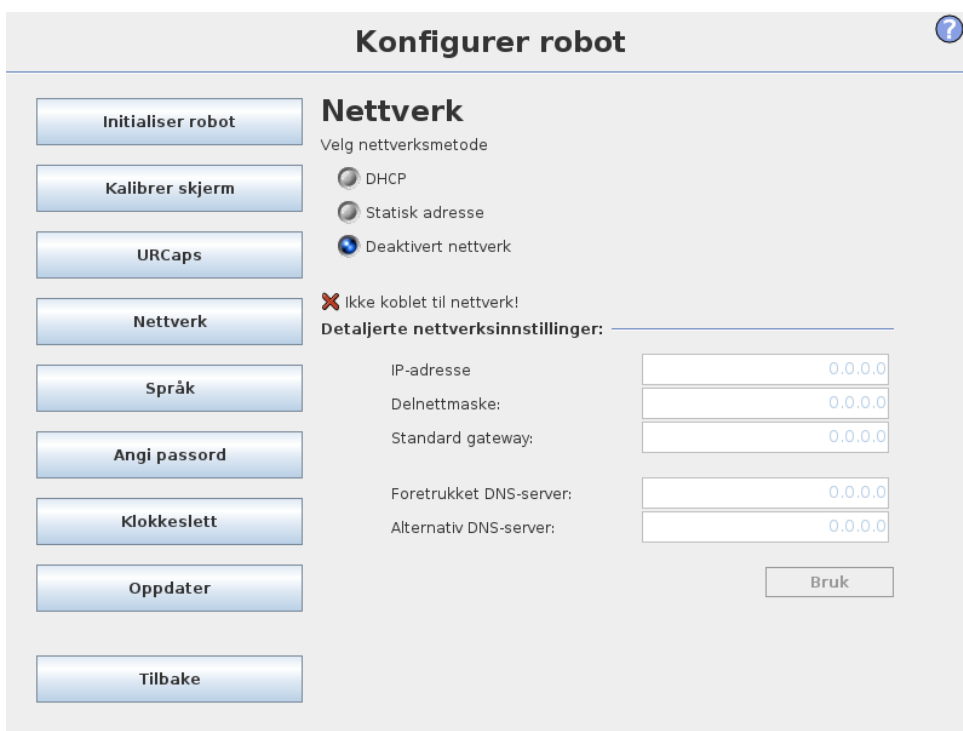 Konfigurer robot
?
Initialiser robot
Kalibrer skjerm
URCaps
Nettverk
Språk
Angi passord
Klokkeslett
Oppdater
Tilbake
Nettverk
Velg nettverksmetode
DHCP
Statisk adresse
Deaktivert nettverk
Ikke koblet til nettverk!
Detaljerte nettverksinnstillinger:
IP-adresse 0.0.0.0
Delnettmaske: 0.0.0.0
Standard gateway: 0.0.0.0
Foretrukket DNS-server: 0.0.0.0
Alternativ DNS-server: 0.0.0.0
Bruk